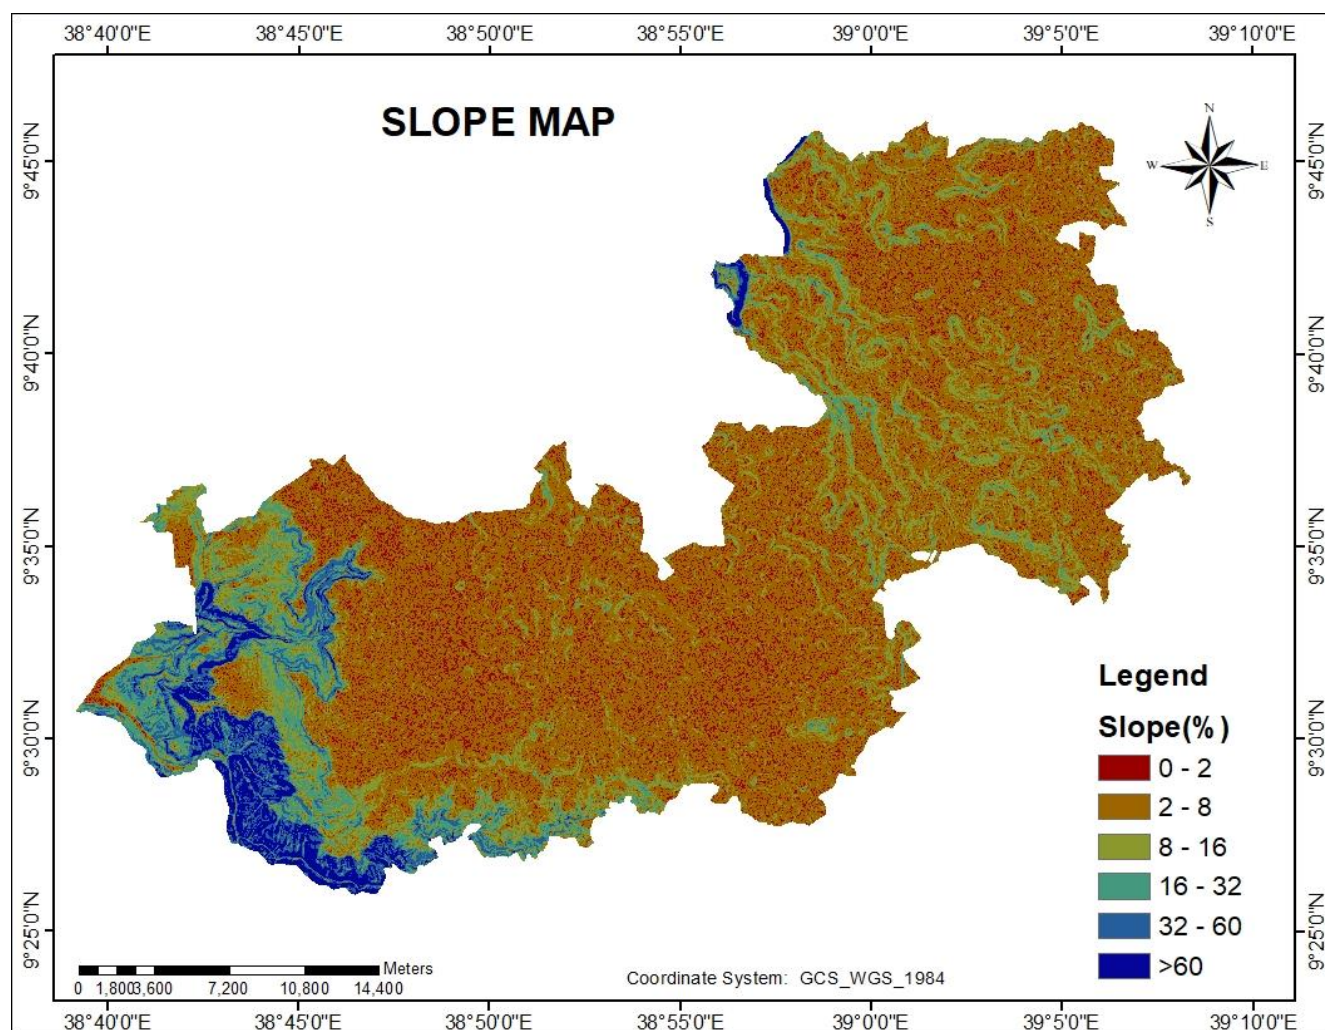 38°40'0"E 38°45'0"E 38°50'0"E 38°55'0"E 39°0'0"E 39°5'0"E 39°10'0"E
SLOPE MAP
N
W E
S
9°45'0"N 9°45'0"N
9°40'0"N 9°40'0"N
9°35'0"N 9°35'0"N
9°30'0"N 9°30'0"N
9°25'0"N 9°25'0"N
Legend
Slope(%)
0 - 2
2 - 8
8 - 16
16 - 32
32 - 60
>60
Meters
0 1,800 3,600 7,200 10,800 14,400
Coordinate System: GCS_WGS_1984
38°40'0"E 38°45'0"E 38°50'0"E 38°55'0"E 39°0'0"E 39°5'0"E 39°10'0"E